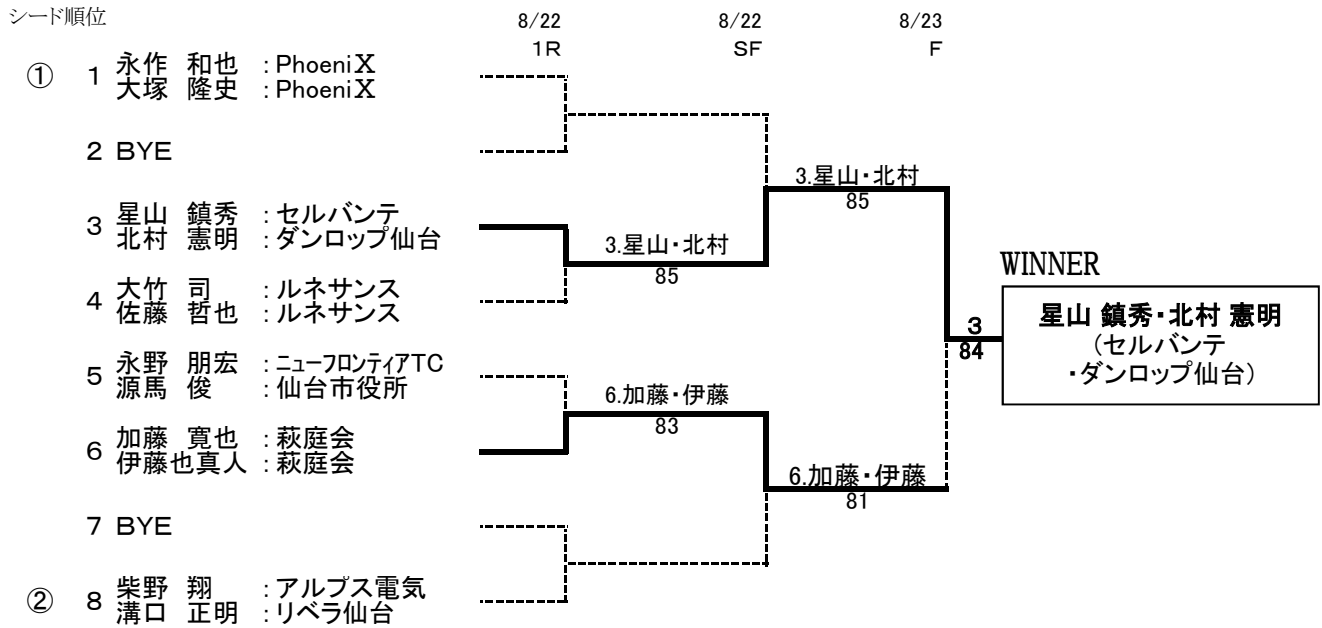 シード順位
8/22 8/22 8/23
1R SF F
① 1 永作 和也 : PhoeniX
大塚 隆史 : PhoeniX
2 BYE
3.星山・北村
85
3 星山 鎮秀 : セルバンテ
北村 憲明 : ダンロップ仙台
3.星山・北村
85
WINNER
4 大竹 司 : ルネサンス
佐藤 哲也 : ルネサンス
星山 鎮秀・北村 憲明
(セルバンテ
・ダンロップ仙台)
3
84
5 永野 朋宏 : ニューフロンティアTC
源馬 俊 : 仙台市役所
6.加藤・伊藤
83
6 加藤 寛也 : 萩庭会
伊藤也真人 : 萩庭会
6.加藤・伊藤
81
7 BYE
② 8 柴野 翔 : アルプス電気
溝口 正明 : リベラ仙台